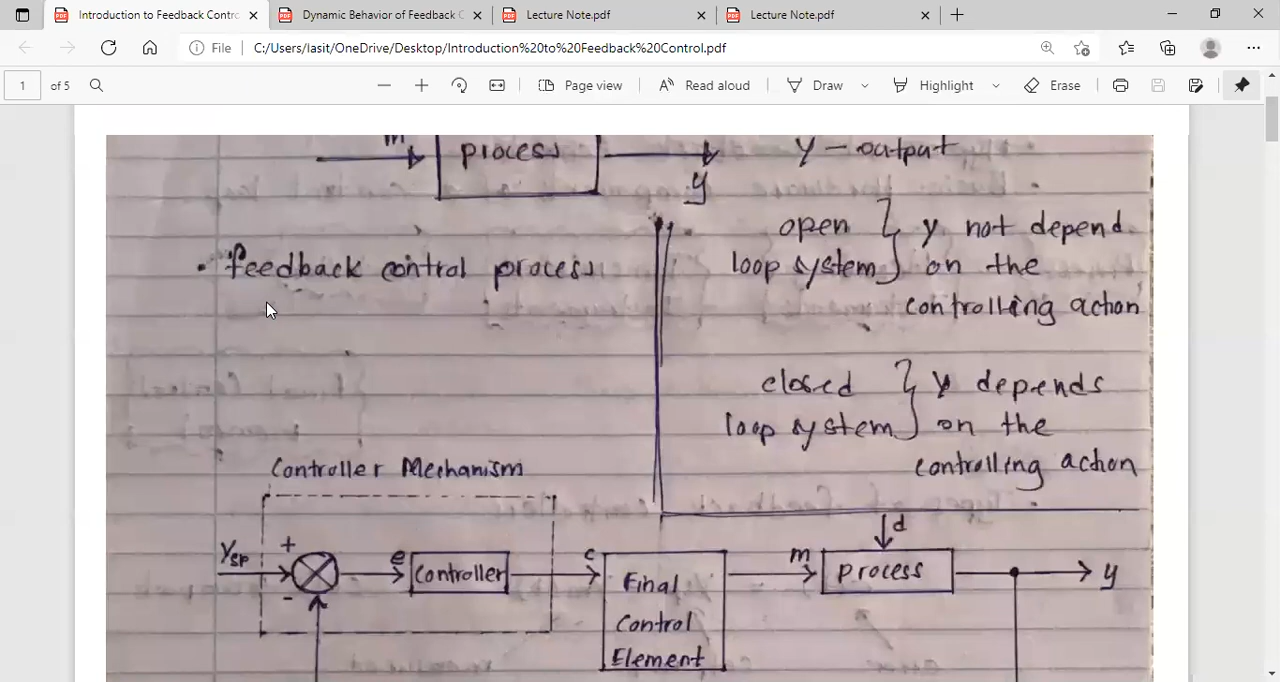 Introduction to Feedback Contro
Dynamic Behavior of Feedback C
Lecture Note.pdf
Lecture Note.pdf
File
C:/Users/lasit/OneDrive/Desktop/Introduction%20to%20Feedback%20Control.pdf
1 of 5
Page view
Read aloud
Draw
Highlight
Erase
m
process
y
y - output
• feedback control process
open loop system } y not depend on the controlling action
closed loop system } y depends on the controlling action
Controller Mechanism
ysp
+
-
e
Controller
c
Final
Control
Element
m
d
process
y